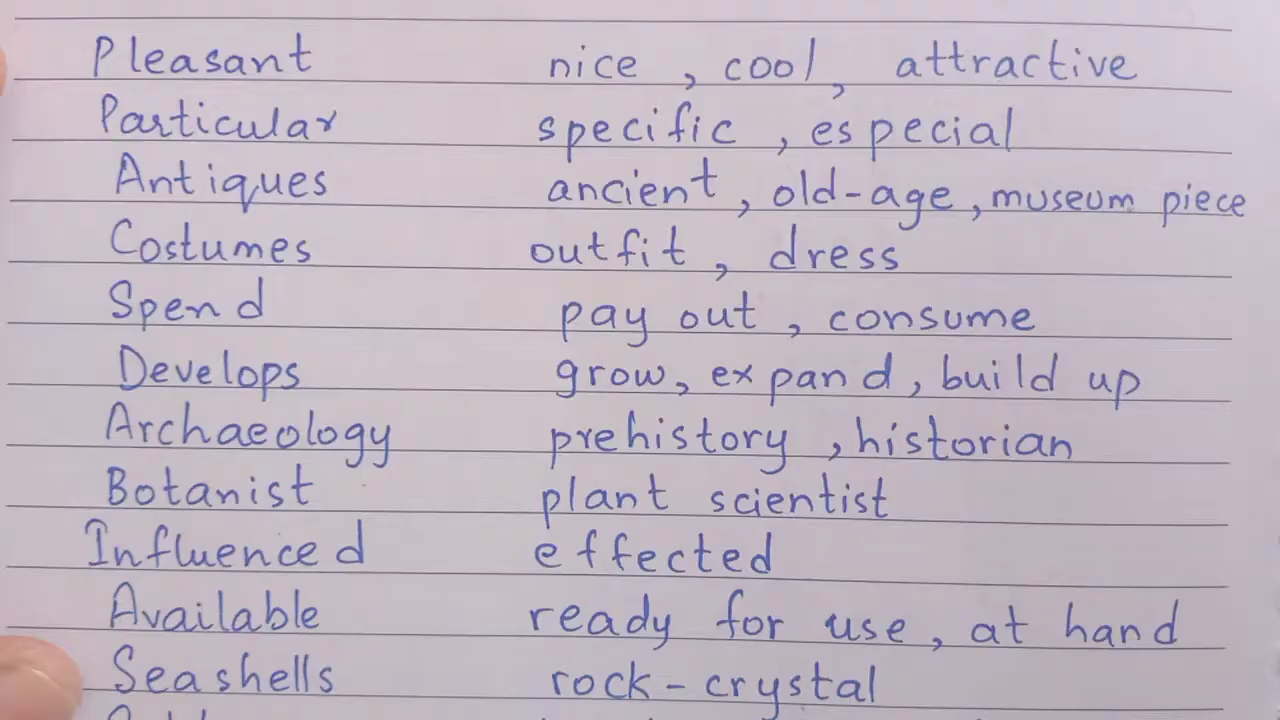 Pleasant nice, cool, attractive
Particular specific, especial
Antiques ancient, old-age, museum piece
Costumes outfit, dress
Spend pay out, consume
Develops grow, expand, build up
Archaeology prehistory, historian
Botanist plant scientist
Influenced effected
Available ready for use, at hand
Seashells rock-crystal